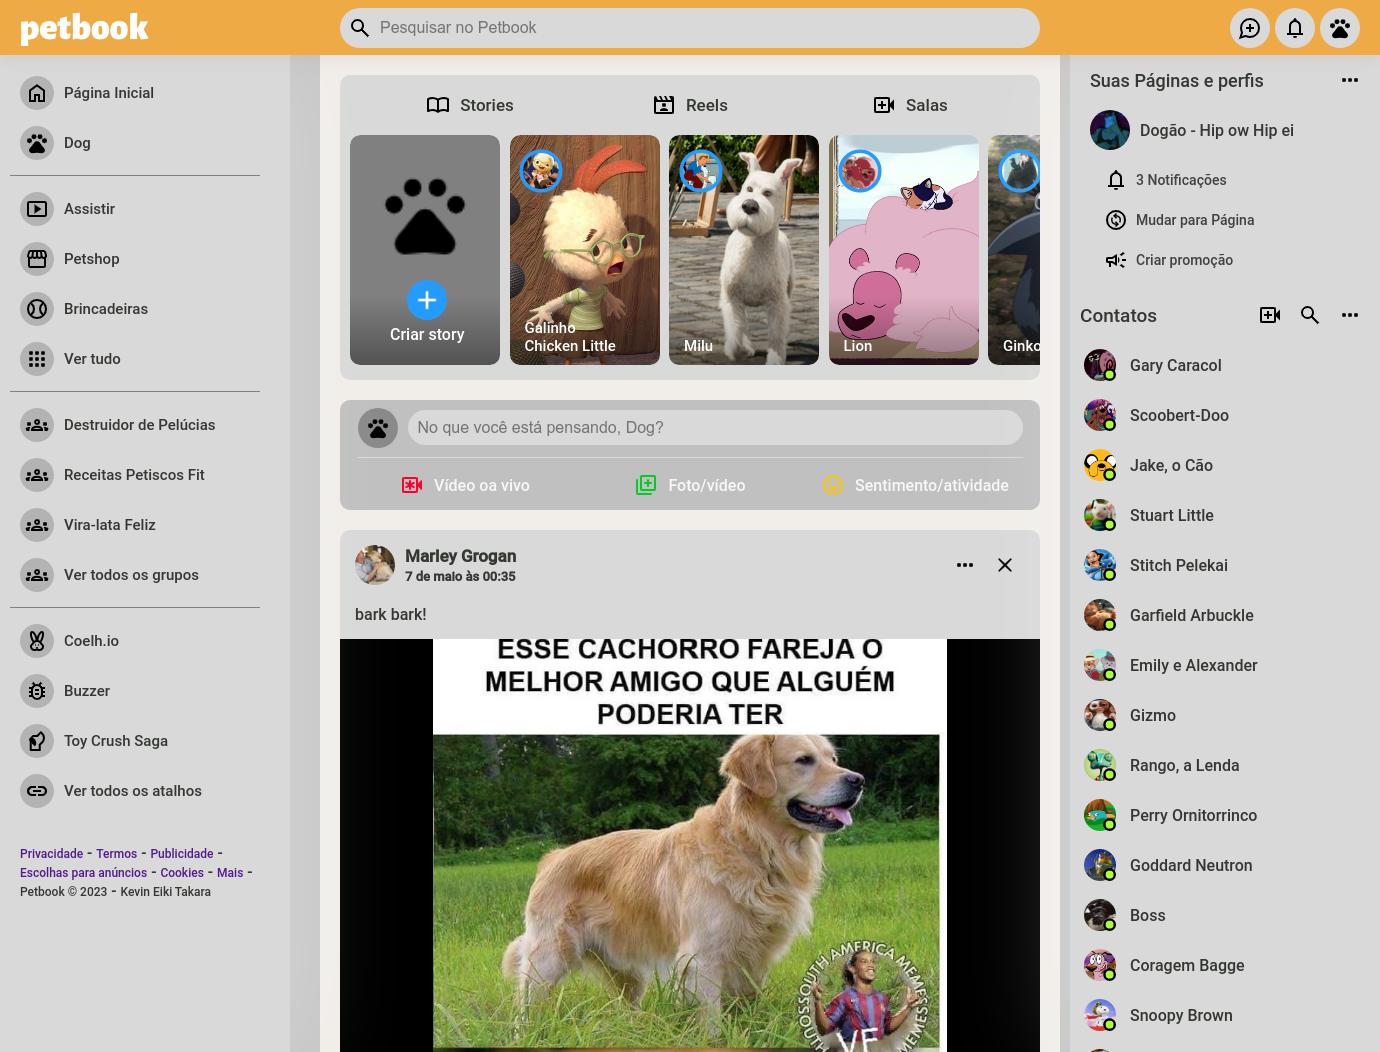 petbook
Pesquisar no Petbook
Página Inicial
Dog
Assistir
Petshop
Brincadeiras
Ver tudo
Destruidor de Pelúcias
Receitas Petiscos Fit
Vira-lata Feliz
Ver todos os grupos
Coelh.io
Buzzer
Toy Crush Saga
Ver todos os atalhos
Privacidade - Termos - Publicidade -
Escolhas para anúncios - Cookies - Mais -
Petbook © 2023 - Kevin Eiki Takara
Stories
Reels
Salas
Criar story
Galinho
Chicken Little
Milu
Lion
Ginko
No que você está pensando, Dog?
Vídeo oa vivo
Foto/vídeo
Sentimento/atividade
Marley Grogan
7 de maio às 00:35
bark bark!
ESSE CACHORRO FAREJA O
MELHOR AMIGO QUE ALGUÉM
PODERIA TER
SOUTH AMERICA MEMES
Suas Páginas e perfis
Dogão - Hip ow Hip ei
3 Notificações
Mudar para Página
Criar promoção
Contatos
Gary Caracol
Scoobert-Doo
Jake, o Cão
Stuart Little
Stitch Pelekai
Garfield Arbuckle
Emily e Alexander
Gizmo
Rango, a Lenda
Perry Ornitorrinco
Goddard Neutron
Boss
Coragem Bagge
Snoopy Brown